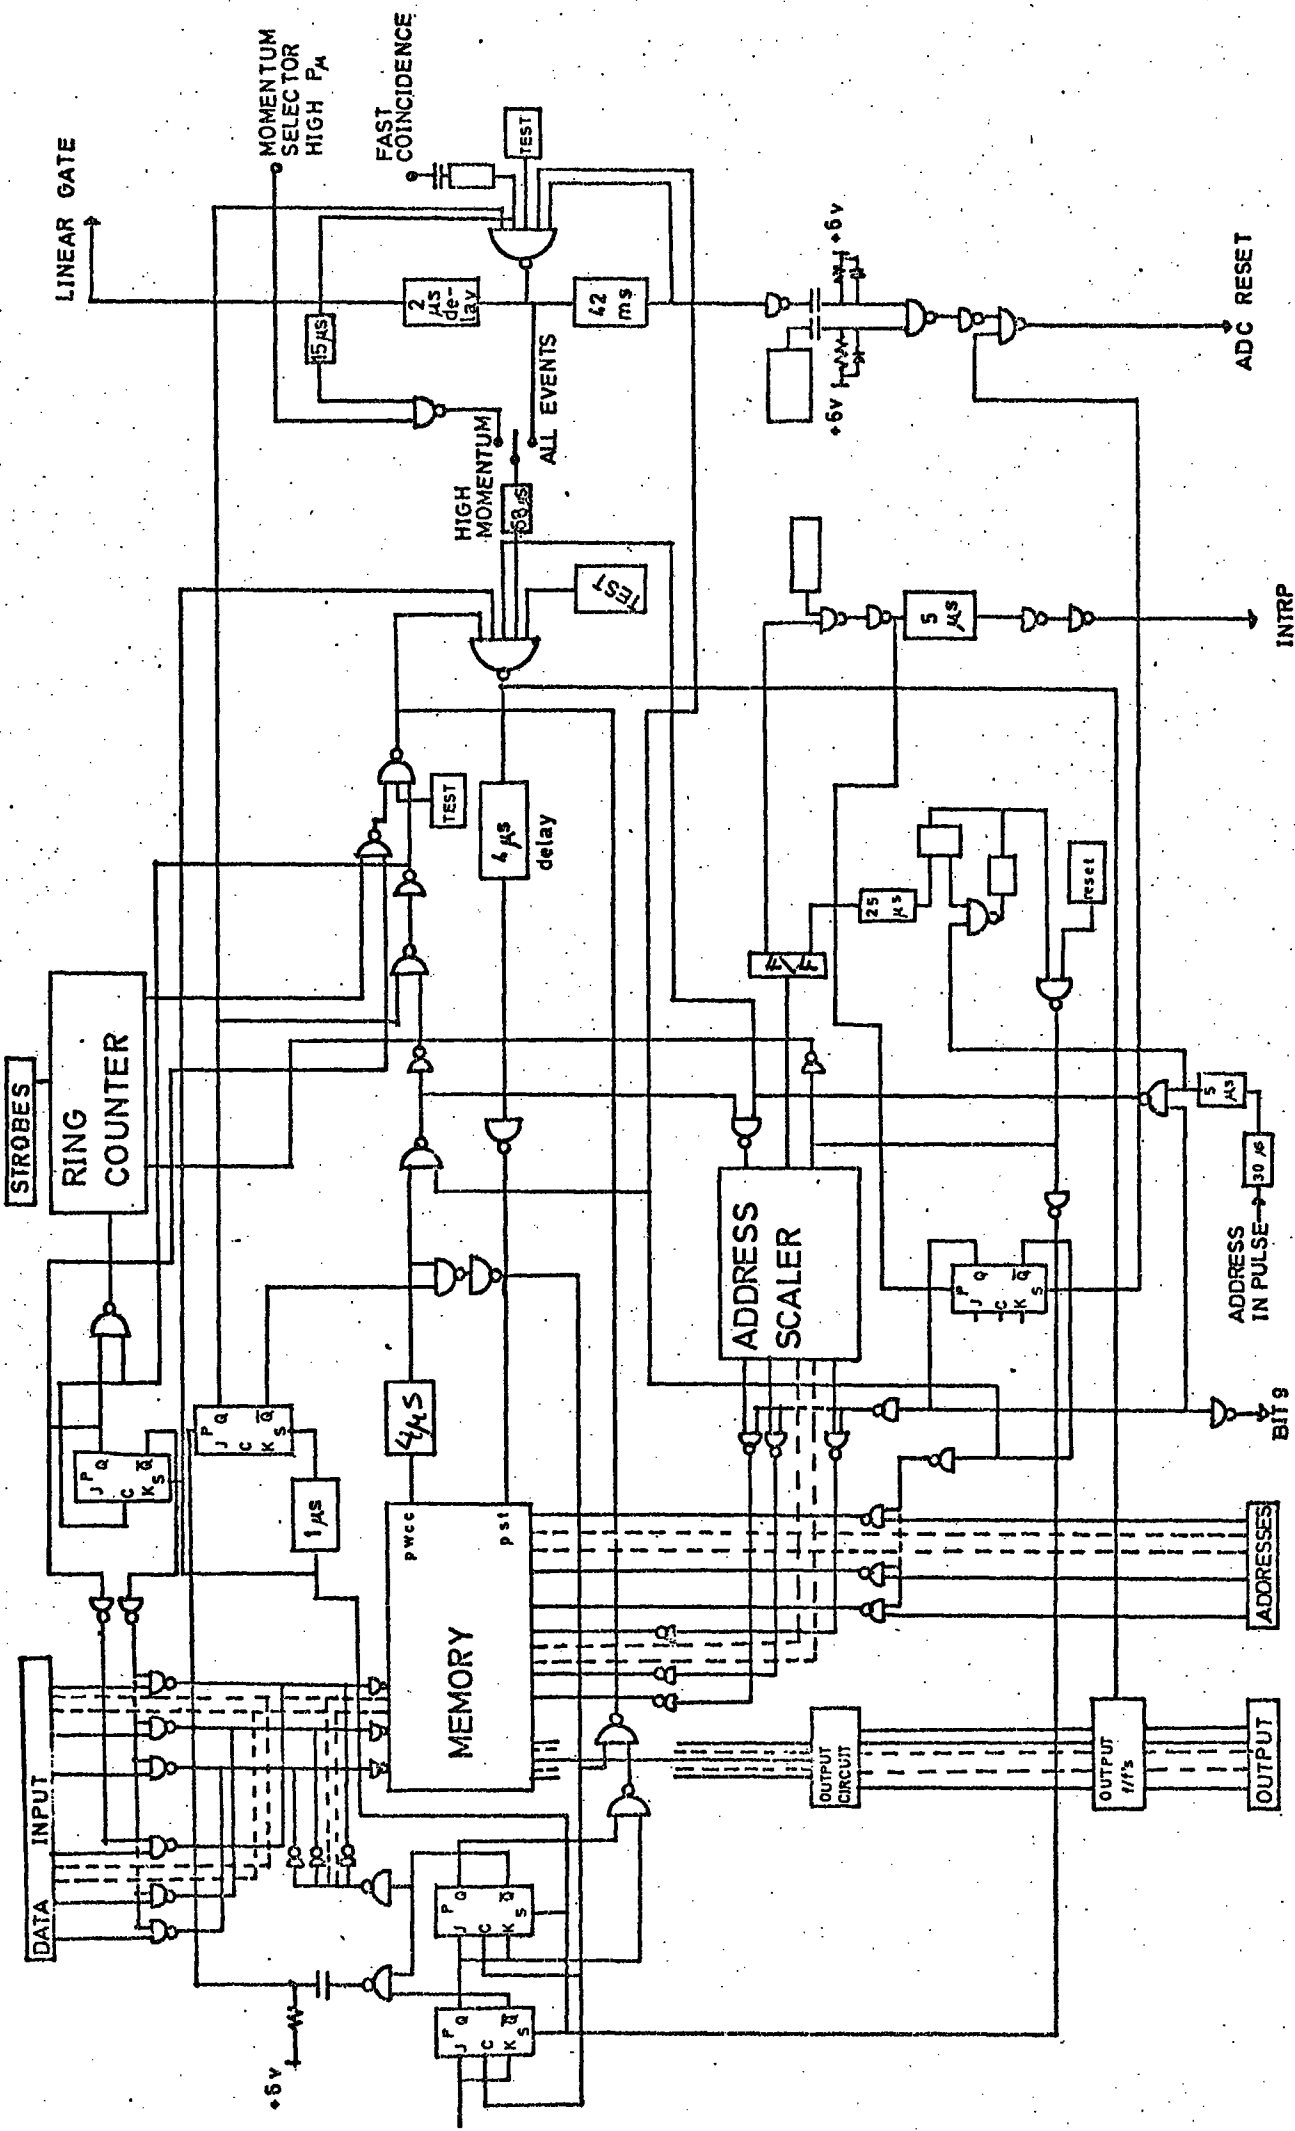 LINEAR GATE
MOMENTUM
SELECTOR
HIGH Pμ
FAST
COINCIDENCE
TEST
15μs
2
μs
de-
lay
42
ms
+6v
+6v
ADC RESET
HIGH
MOMENTUM
ALL EVENTS
68μs
TEST
5
μs
INTRP
TEST
4μs
delay
25
μs
reset
STROBES
RING
COUNTER
5
μs
30 μs
ADDRESS
IN PULSE
ADDRESS
SCALER
J P Q
C
K S Q̅
BIT 9
J P Q
C
K S Q̅
J P Q
C
K S Q̅
1μs
4μs
pwcc
pst
MEMORY
ADDRESSES
DATA INPUT
OUTPUT
CIRCUIT
OUTPUT
f/f's
OUTPUT
J P Q
C
K S Q̅
J P Q
C
K S Q̅
+6v